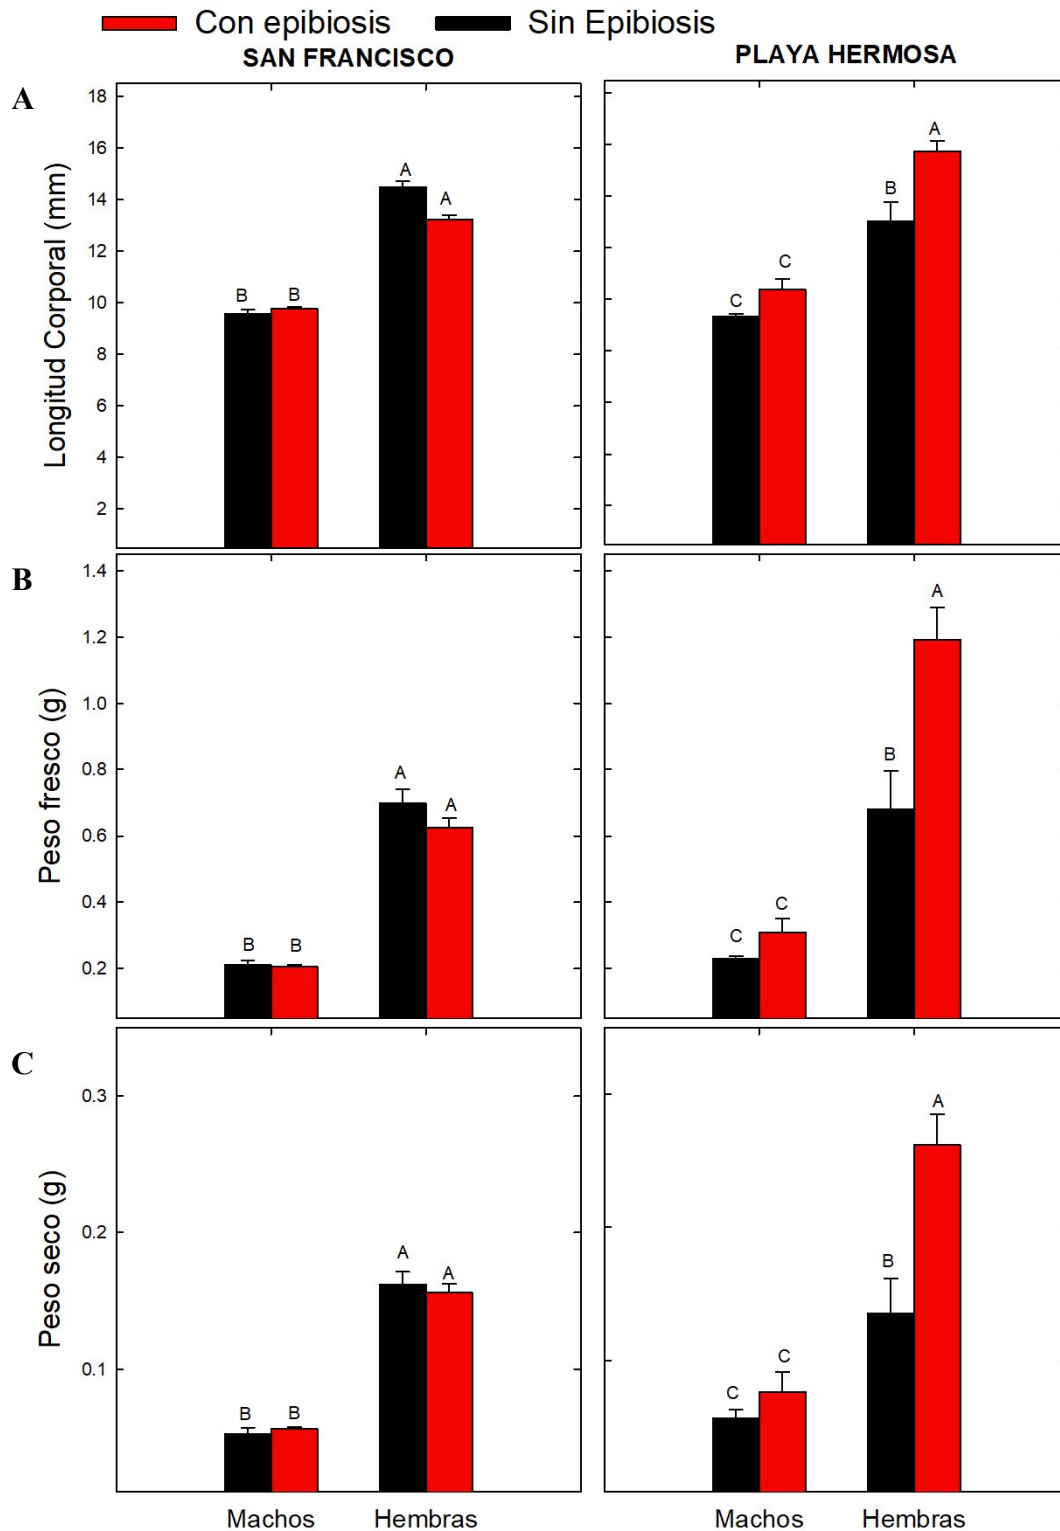 Con epibiosis Sin Epibiosis
SAN FRANCISCO PLAYA HERMOSA
A
Longitud Corporal (mm)
18
16
14
12
10
8
6
4
2
B B A A
C C B A
B
Peso fresco (g)
1.4
1.2
1.0
0.8
0.6
0.4
0.2
B B A A
C C B A
C
Peso seco (g)
0.3
0.2
0.1
B B A A
C C B A
Machos Hembras Machos Hembras